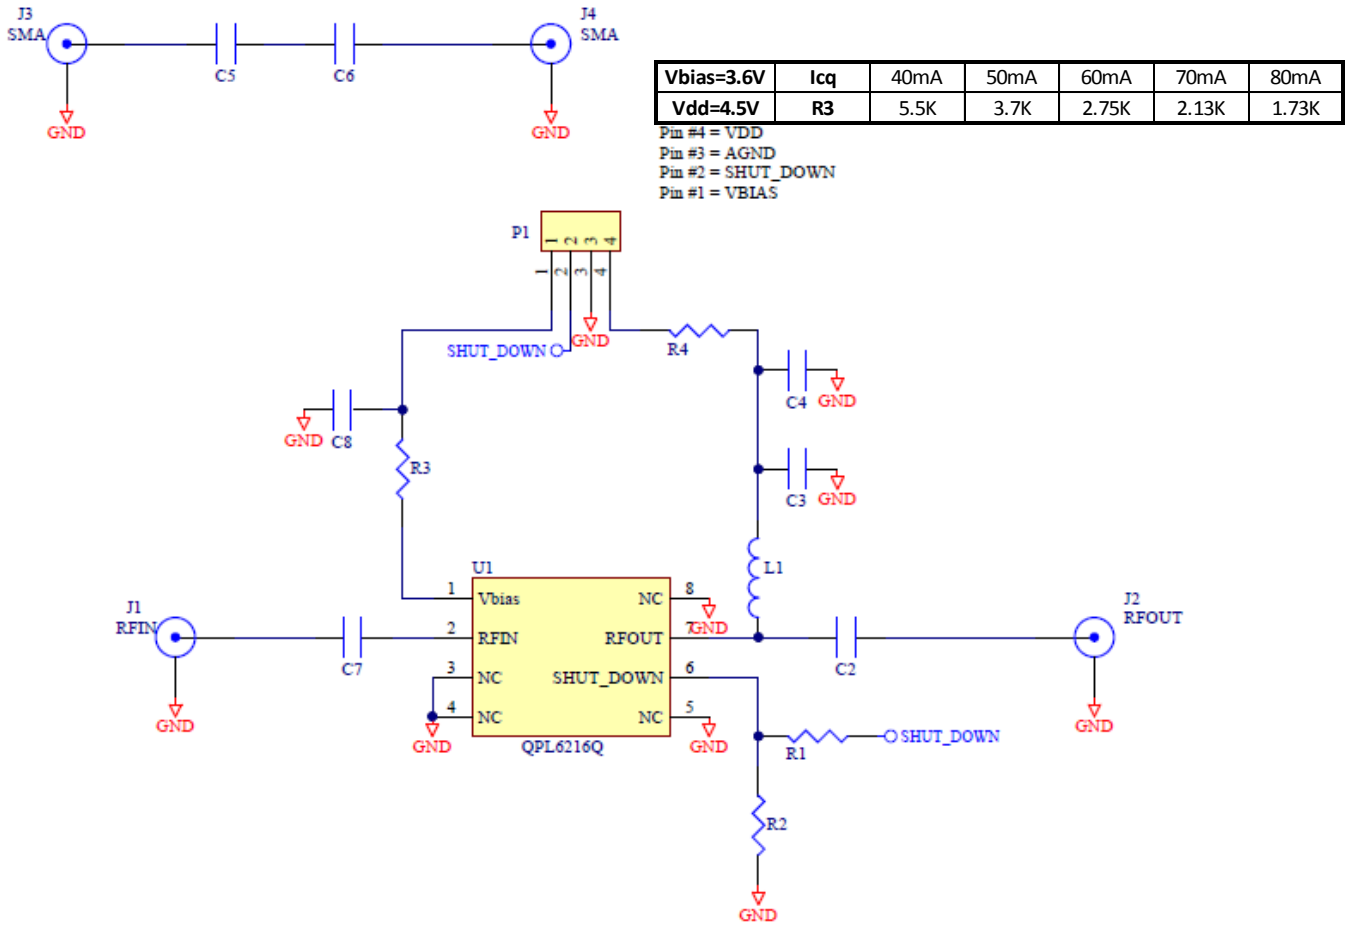 J3
SMA
C5
C6
J4
SMA
GND
GND
Vbias=3.6V Icq 40mA 50mA 60mA 70mA 80mA
Vdd=4.5V R3 5.5K 3.7K 2.75K 2.13K 1.73K
Pin #4 = VDD
Pin #3 = AGND
Pin #2 = SHUT_DOWN
Pin #1 = VBIAS
P1
1 2 3 4
1 2 3 4
SHUT_DOWN
GND
R4
C4
GND
GND
C8
R3
C3
GND
L1
U1
1 Vbias
2 RFIN
3 NC
4 NC
NC 8
RFOUT 7
SHUT_DOWN 6
NC 5
QPL6216Q
GND
GND
GND
J1
RFIN
C7
GND
J2
RFOUT
C2
GND
R1
SHUT_DOWN
R2
GND